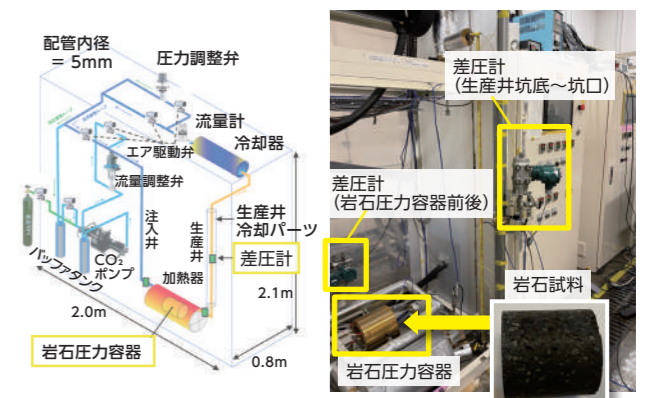 配管内径
= 5mm
圧力調整弁
流量計
冷却器
エア駆動弁
流量調整弁
注入井
生産井
生産井
冷却パーツ
差圧計
CO₂
ポンプ
バッファタンク
加熱器
2.1m
2.0m
0.8m
岩石圧力容器
差圧計
（生産井坑底～坑口）
差圧計
（岩石圧力容器前後）
岩石試料
岩石圧力容器